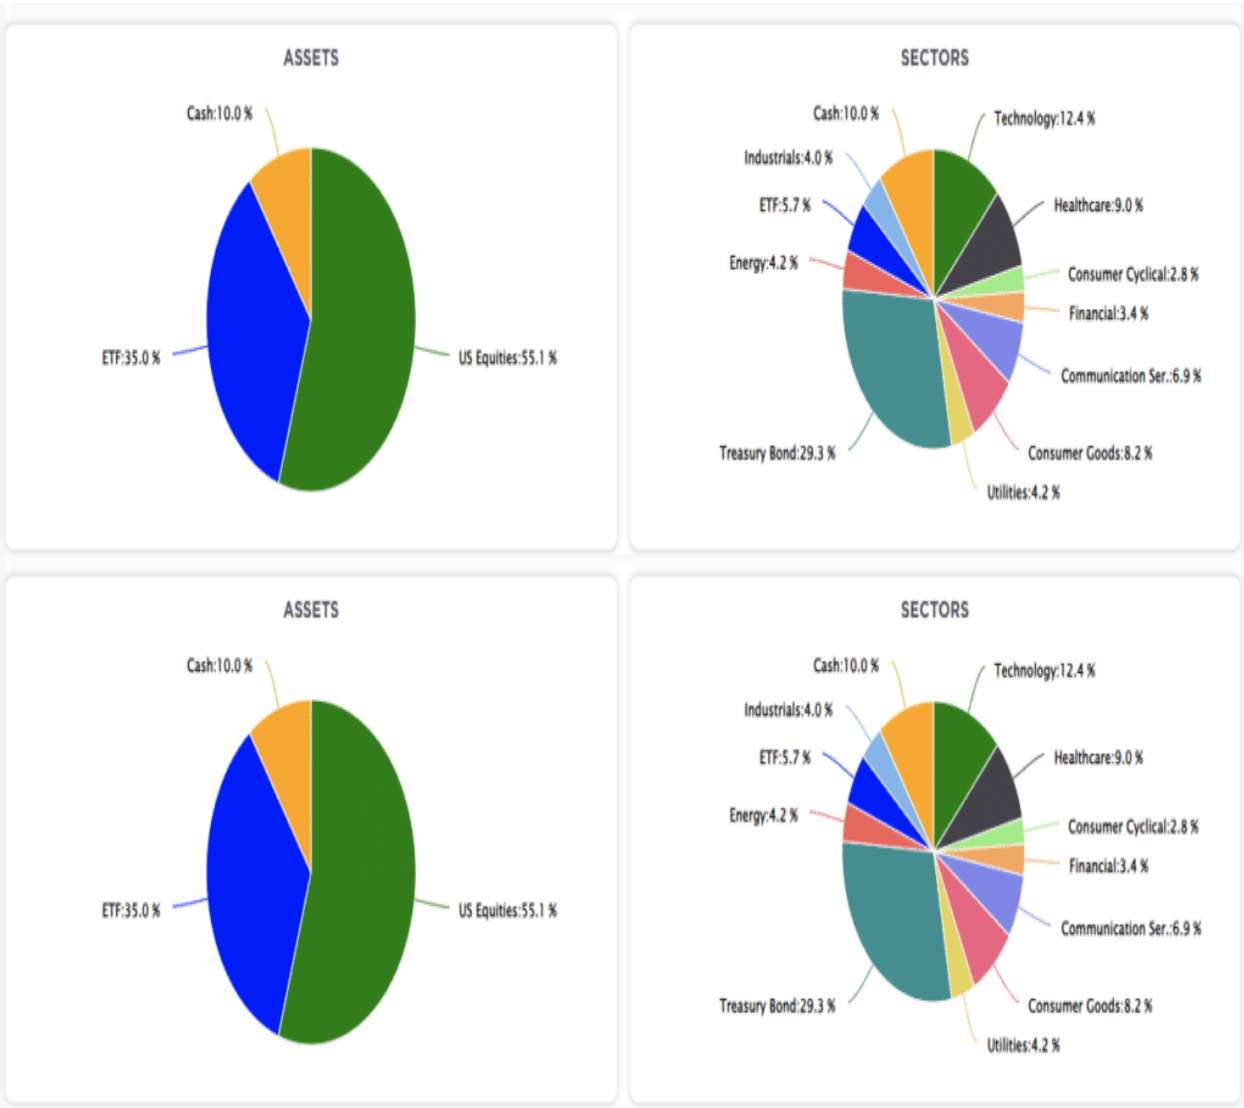 ASSETS
Cash:10.0 %
ETF:35.0 %
US Equities:55.1 %
SECTORS
Cash:10.0 %
Technology:12.4 %
Industrials:4.0 %
ETF:5.7 %
Healthcare:9.0 %
Energy:4.2 %
Consumer Cyclical:2.8 %
Financial:3.4 %
Communication Ser.:6.9 %
Treasury Bond:29.3 %
Consumer Goods:8.2 %
Utilities:4.2 %
ASSETS
Cash:10.0 %
ETF:35.0 %
US Equities:55.1 %
SECTORS
Cash:10.0 %
Technology:12.4 %
Industrials:4.0 %
ETF:5.7 %
Healthcare:9.0 %
Energy:4.2 %
Consumer Cyclical:2.8 %
Financial:3.4 %
Communication Ser.:6.9 %
Treasury Bond:29.3 %
Consumer Goods:8.2 %
Utilities:4.2 %